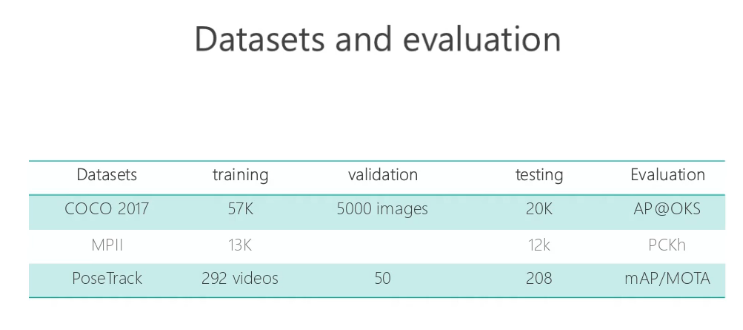 Datasets and evaluation
Datasets training validation testing Evaluation
COCO 2017 57K 5000 images 20K AP@OKS
MPII 13K 12k PCKh
PoseTrack 292 videos 50 208 mAP/MOTA